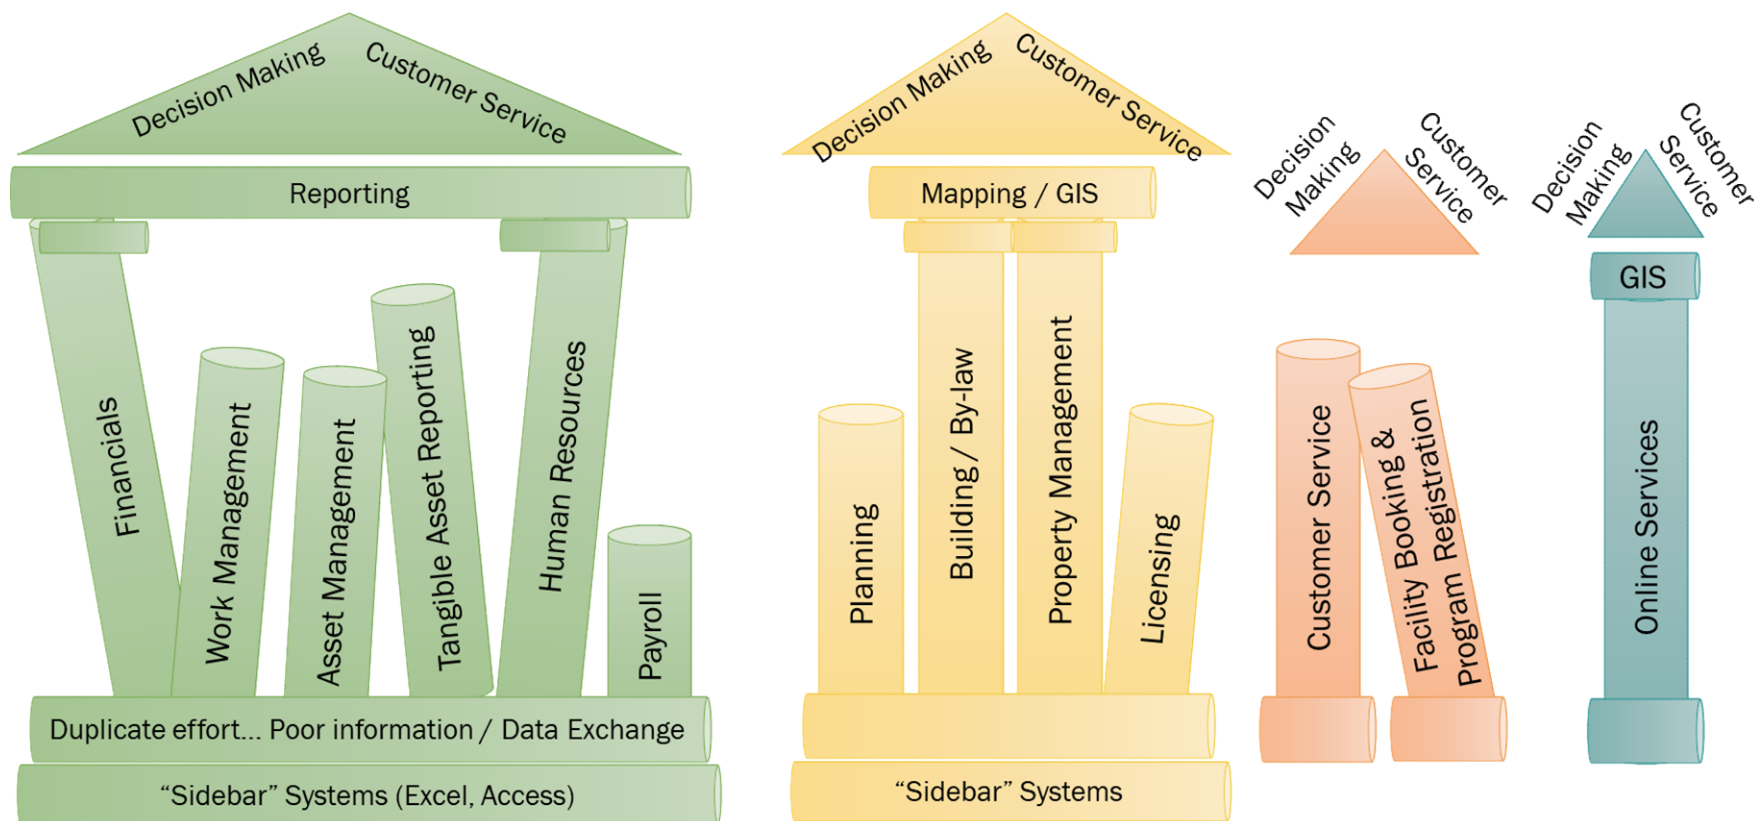 Decision Making
Customer Service
Reporting
Financials
Work Management
Asset Management
Tangible Asset Reporting
Human Resources
Payroll
Duplicate effort... Poor information / Data Exchange
“Sidebar” Systems (Excel, Access)
Decision Making
Customer Service
Mapping / GIS
Planning
Building / By-law
Property Management
Licensing
“Sidebar” Systems
Decision
Making
Customer
Service
Customer Service
Facility Booking &
Program Registration
Decision
Making
Customer
Service
GIS
Online Services